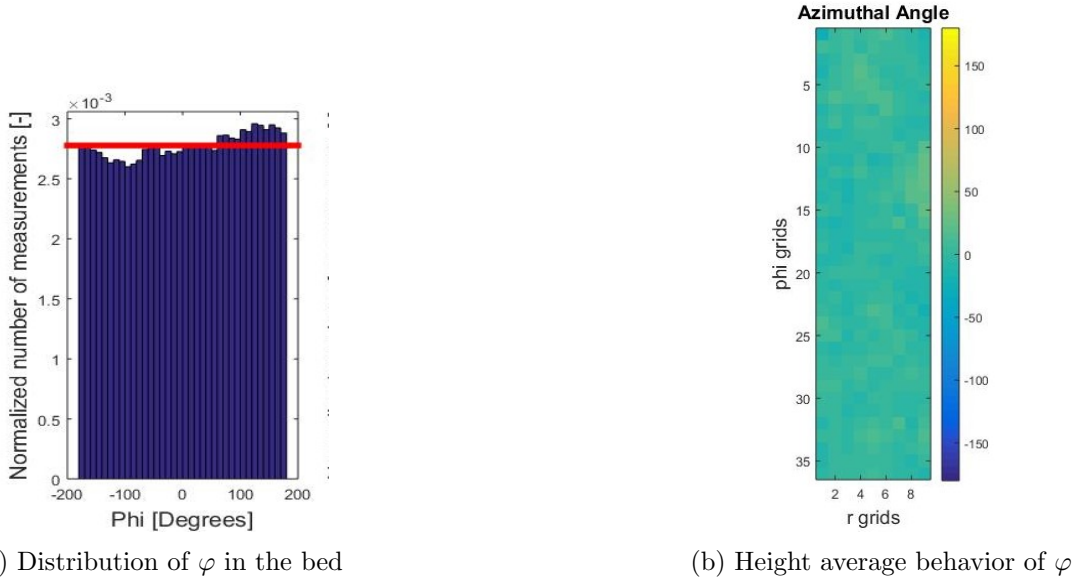 × 10⁻³
3
2.5
2
1.5
1
0.5
0
-200 -100 0 100 200
Normalized number of measurements [-]
Phi [Degrees]
) Distribution of φ in the bed
Azimuthal Angle
5
10
15
20
25
30
35
2 4 6 8
phi grids
r grids
150
100
50
0
-50
-100
-150
(b) Height average behavior of φ